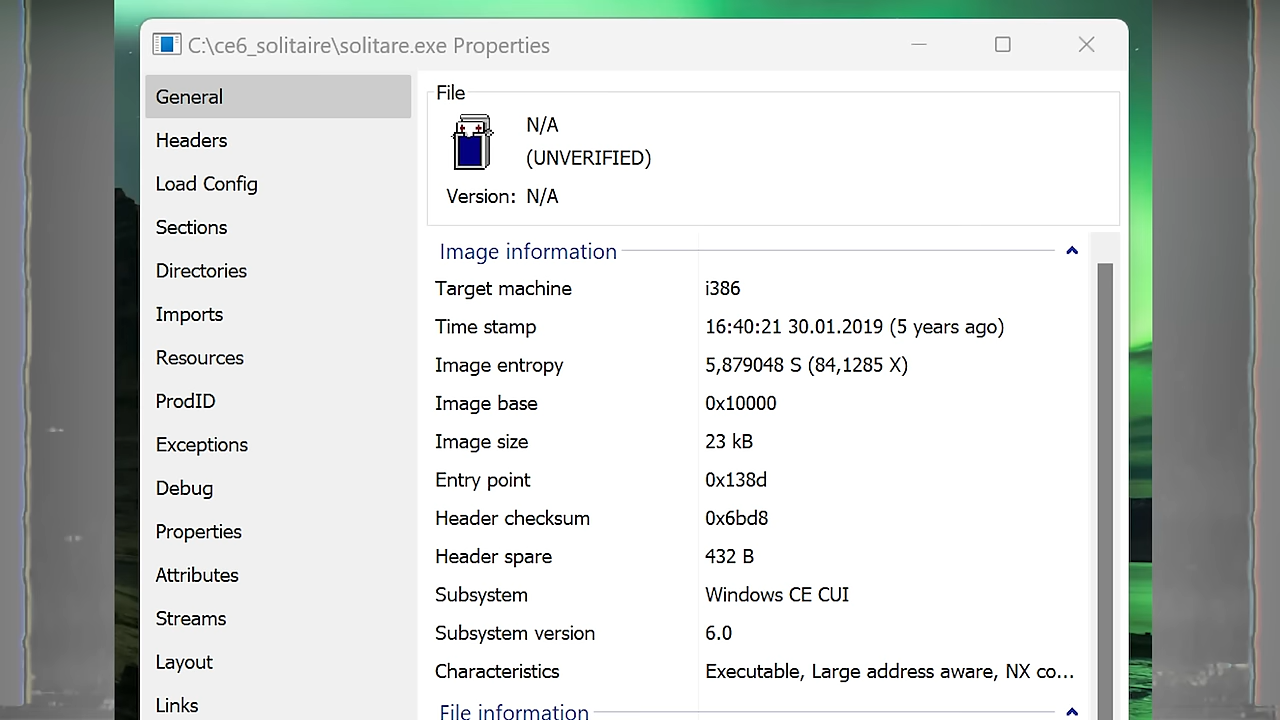 C:\ce6_solitaire\solitare.exe Properties
General
Headers
Load Config
Sections
Directories
Imports
Resources
ProdID
Exceptions
Debug
Properties
Attributes
Streams
Layout
Links
File
N/A
(UNVERIFIED)
Version: N/A
Image information
Target machine i386
Time stamp 16:40:21 30.01.2019 (5 years ago)
Image entropy 5,879048 S (84,1285 X)
Image base 0x10000
Image size 23 kB
Entry point 0x138d
Header checksum 0x6bd8
Header spare 432 B
Subsystem Windows CE CUI
Subsystem version 6.0
Characteristics Executable, Large address aware, NX co...
File information